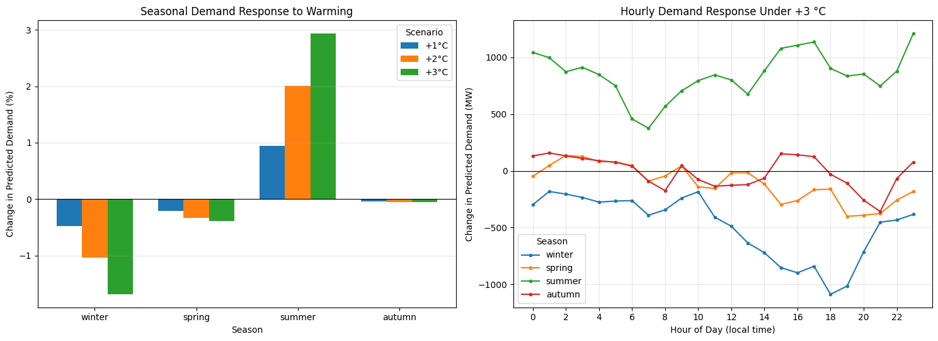 Seasonal Demand Response to Warming
Change in Predicted Demand (%)
3
2
1
0
−1
Scenario
+1°C
+2°C
+3°C
winter
spring
summer
autumn
Season
Hourly Demand Response Under +3 °C
Change in Predicted Demand (MW)
1000
500
0
−500
−1000
Season
winter
spring
summer
autumn
0 2 4 6 8 10 12 14 16 18 20 22
Hour of Day (local time)